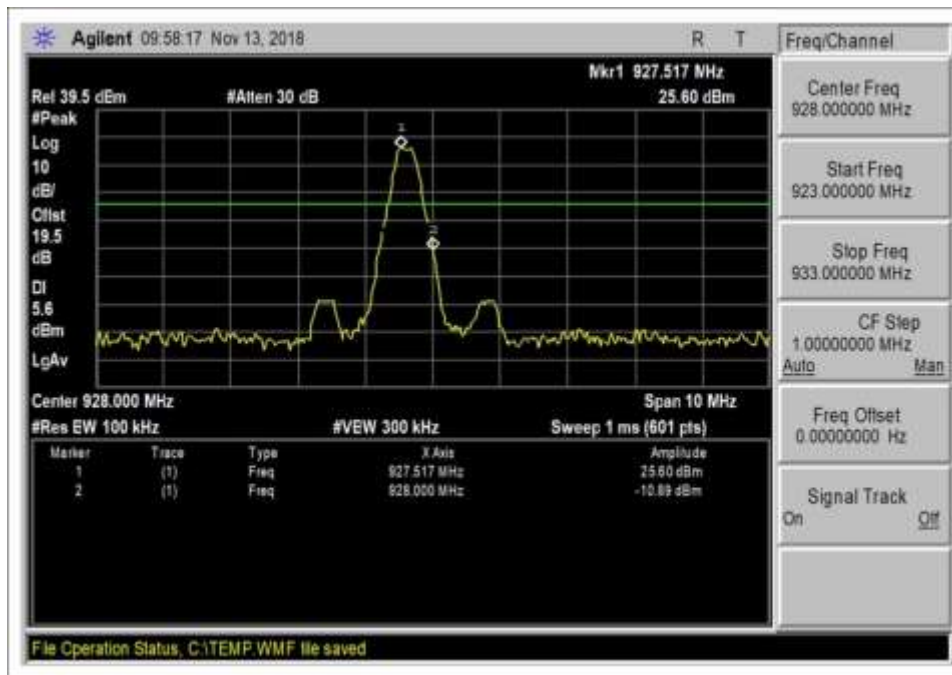 Agilent 09:58:17 Nov 13, 2018 R T
Freq/Channel
Mkr1 927.517 MHz
Ref 39.5 dBm #Atten 30 dB 25.60 dBm
#Peak
Log
10
dB/
Offst
19.5
dB
DI
5.6
dBm
LgAv
1
2
Center 928.000 MHz Span 10 MHz
#Res BW 100 kHz #VBW 300 kHz Sweep 1 ms (601 pts)
Marker Trace Type X Axis Amplitude
1 (1) Freq 927.517 MHz 25.60 dBm
2 (1) Freq 928.000 MHz -10.89 dBm
File Operation Status, C:\TEMP.WMF file saved
Center Freq
928.000000 MHz
Start Freq
923.000000 MHz
Stop Freq
933.000000 MHz
CF Step
1.00000000 MHz
Auto Man
Freq Offset
0.00000000 Hz
Signal Track
On Off